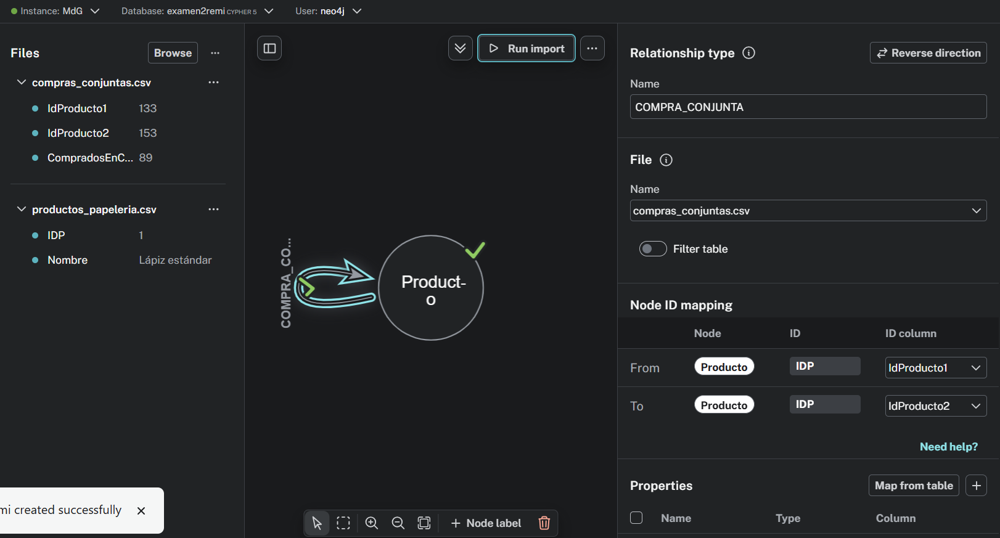 Instance: MdG
Database: examen2remi CYPHER 5
User: neo4j
Files
Browse
compras_conjuntas.csv
IdProducto1 133
IdProducto2 153
CompradosEnC... 89
productos_papeleria.csv
IDP 1
Nombre Lápiz estándar
mi created successfully
Run import
COMPRA_CO...
Product-
o
Node label
Relationship type
Reverse direction
Name
COMPRA_CONJUNTA
File
Name
compras_conjuntas.csv
Filter table
Node ID mapping
Node ID ID column
From Producto IDP IdProducto1
To Producto IDP IdProducto2
Need help?
Properties
Map from table
Name Type Column